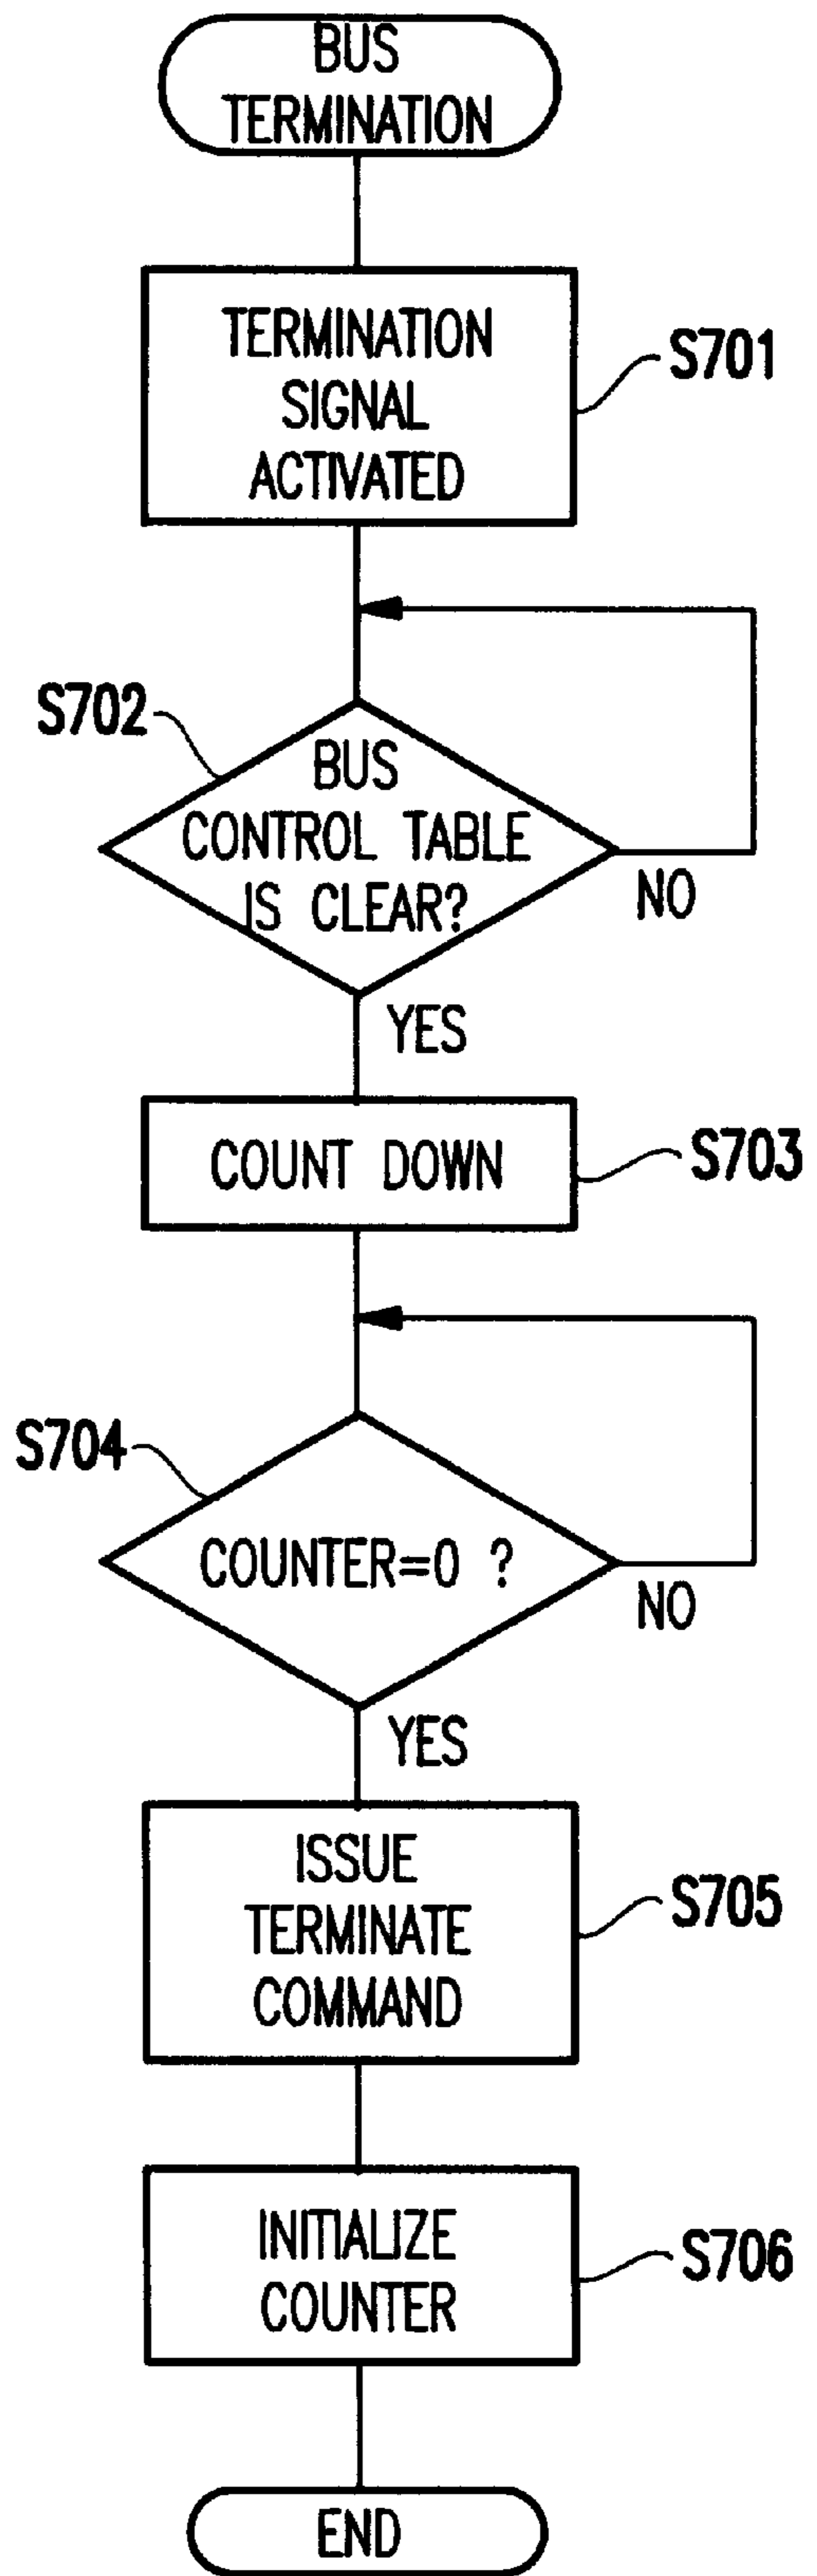 BUS
TERMINATION
TERMINATION
SIGNAL
ACTIVATED
S701
S702
BUS
CONTROL TABLE
IS CLEAR?
NO
YES
COUNT DOWN
S703
S704
COUNTER=0 ?
NO
YES
ISSUE
TERMINATE
COMMAND
S705
INITIALIZE
COUNTER
S706
END